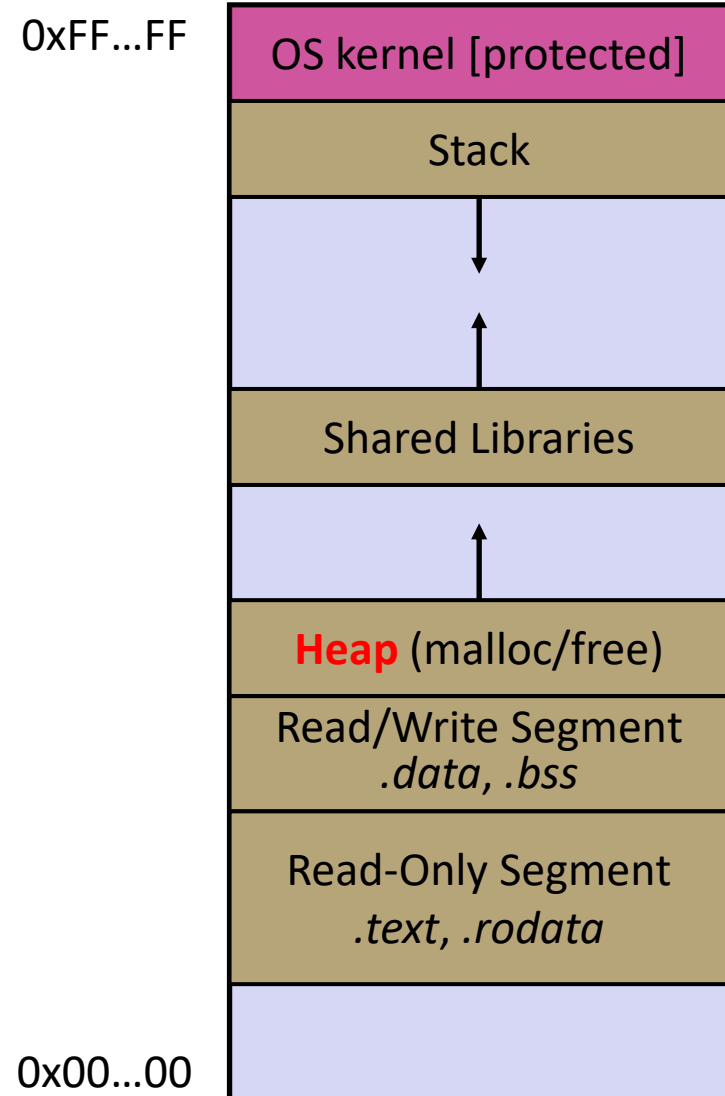 0xFF…FF
OS kernel [protected]
Stack
Shared Libraries
Heap (malloc/free)
Read/Write Segment
.data, .bss
Read-Only Segment
.text, .rodata
0x00…00